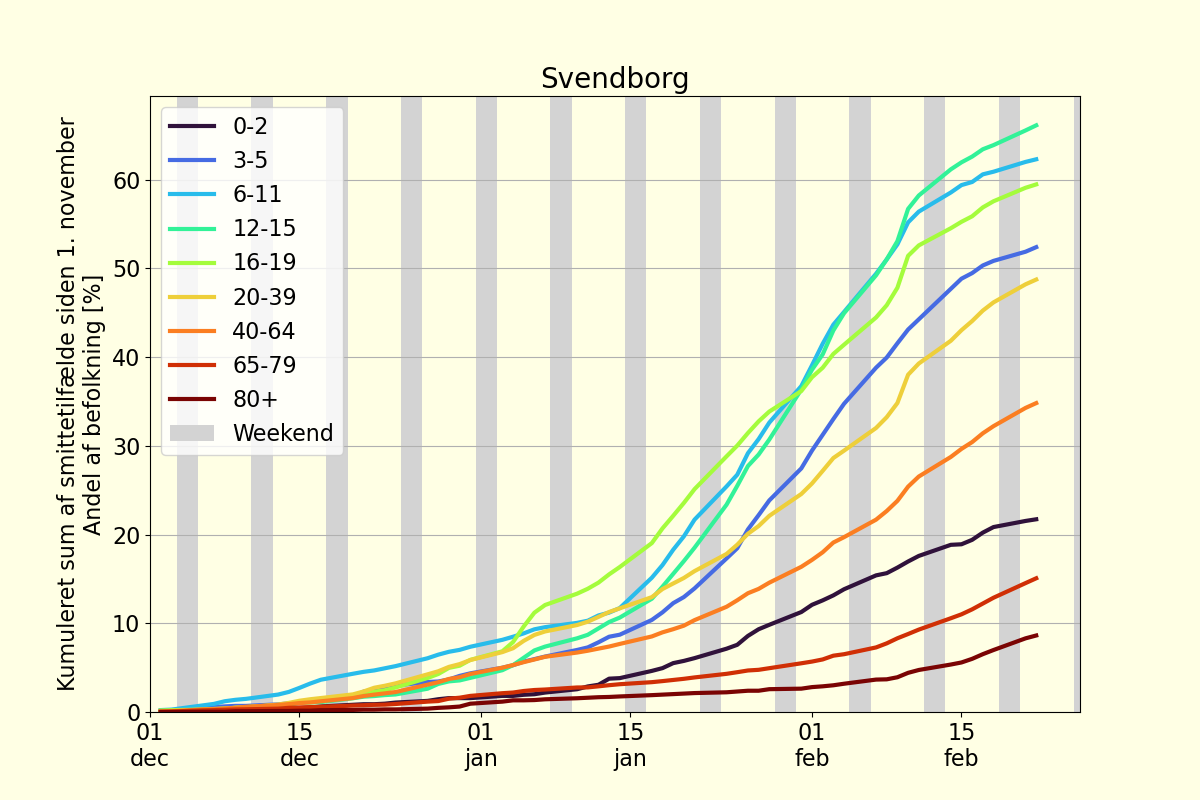 Svendborg
Kumuleret sum af smittetilfælde siden 1. november
Andel af befolkning [%]
60
50
40
30
20
10
0
0-2
3-5
6-11
12-15
16-19
20-39
40-64
65-79
80+
Weekend
01 15 01 15 01 15
dec dec jan jan feb feb